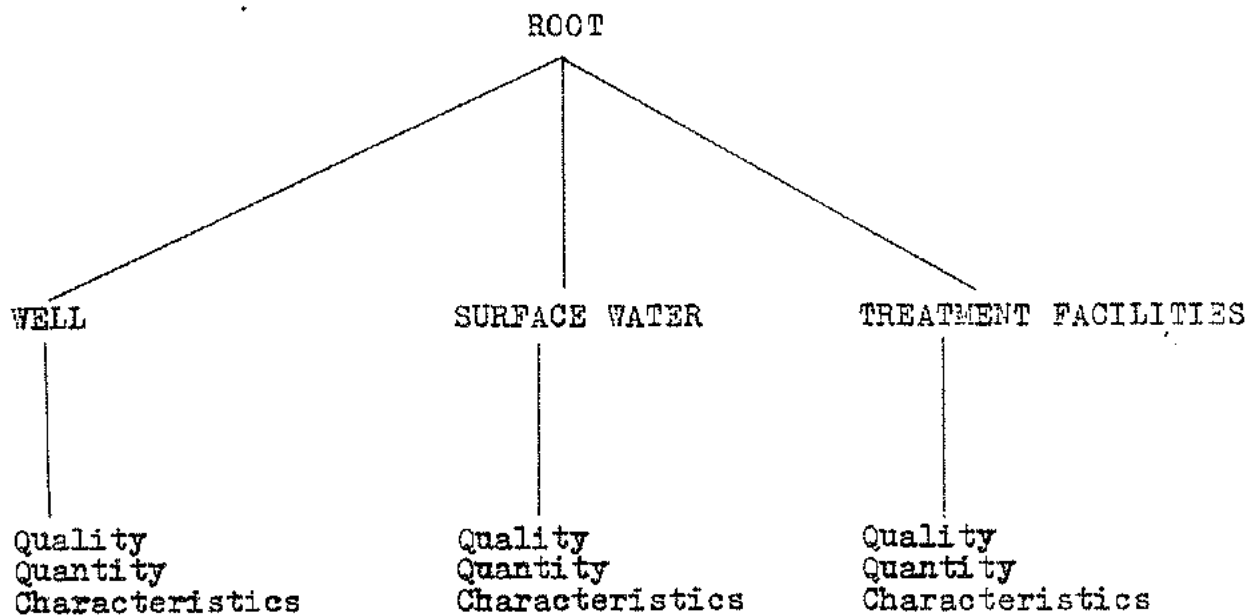 ROOT
WELL
SURFACE WATER
TREATMENT FACILITIES
Quality
Quantity
Characteristics
Quality
Quantity
Characteristics
Quality
Quantity
Characteristics